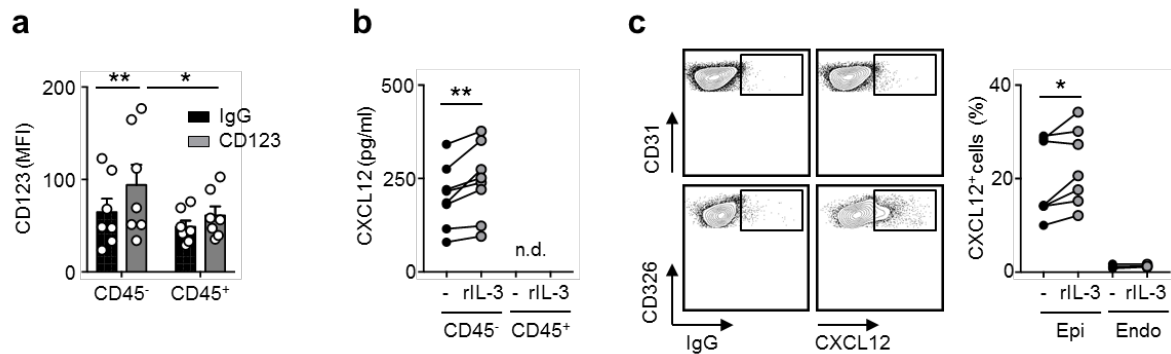 a
CD123 (MFI)
200
100
0
**
*
IgG
CD123
CD45-
CD45+
b
CXCL12 (pg/ml)
500
250
0
**
n.d.
- rIL-3 - rIL-3
CD45- CD45+
c
CD31
CD326
IgG
CXCL12
CXCL12+cells (%)
40
20
0
*
- rIL-3 - rIL-3
Epi Endo